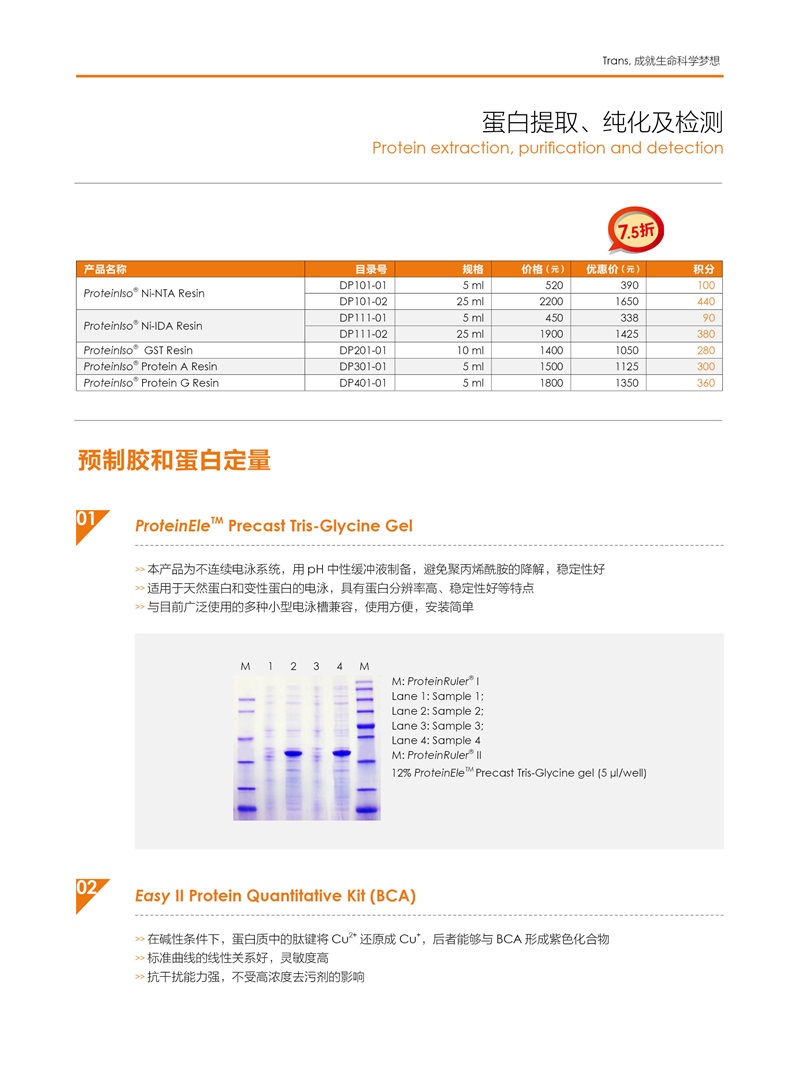 Trans, 成就生命科学梦想
蛋白提取、纯化及检测
Protein extraction, purification and detection
7.5折
产品名称 目录号 规格 价格(元) 优惠价(元) 积分
ProteinIso® Ni-NTA Resin DP101-01 5 ml 520 390 100
DP101-02 25 ml 2200 1650 440
ProteinIso® Ni-IDA Resin DP111-01 5 ml 450 338 90
DP111-02 25 ml 1900 1425 380
ProteinIso® GST Resin DP201-01 10 ml 1400 1050 280
ProteinIso® Protein A Resin DP301-01 5 ml 1500 1125 300
ProteinIso® Protein G Resin DP401-01 5 ml 1800 1350 360
预制胶和蛋白定量
01 ProteinEle™ Precast Tris-Glycine Gel
>> 本产品为不连续电泳系统，用 pH 中性缓冲液制备，避免聚丙烯酰胺的降解，稳定性好
>> 适用于天然蛋白和变性蛋白的电泳，具有蛋白分辨率高、稳定性好等特点
>> 与目前广泛使用的多种小型电泳槽兼容，使用方便，安装简单
M 1 2 3 4 M
M: ProteinRuler® I
Lane 1: Sample 1;
Lane 2: Sample 2;
Lane 3: Sample 3;
Lane 4: Sample 4
M: ProteinRuler® II
12% ProteinEle™ Precast Tris-Glycine gel (5 μl/well)
02 Easy II Protein Quantitative Kit (BCA)
>> 在碱性条件下，蛋白质中的肽键将 Cu²⁺ 还原成 Cu⁺，后者能够与 BCA 形成紫色化合物
>> 标准曲线的线性关系好，灵敏度高
>> 抗干扰能力强，不受高浓度去污剂的影响